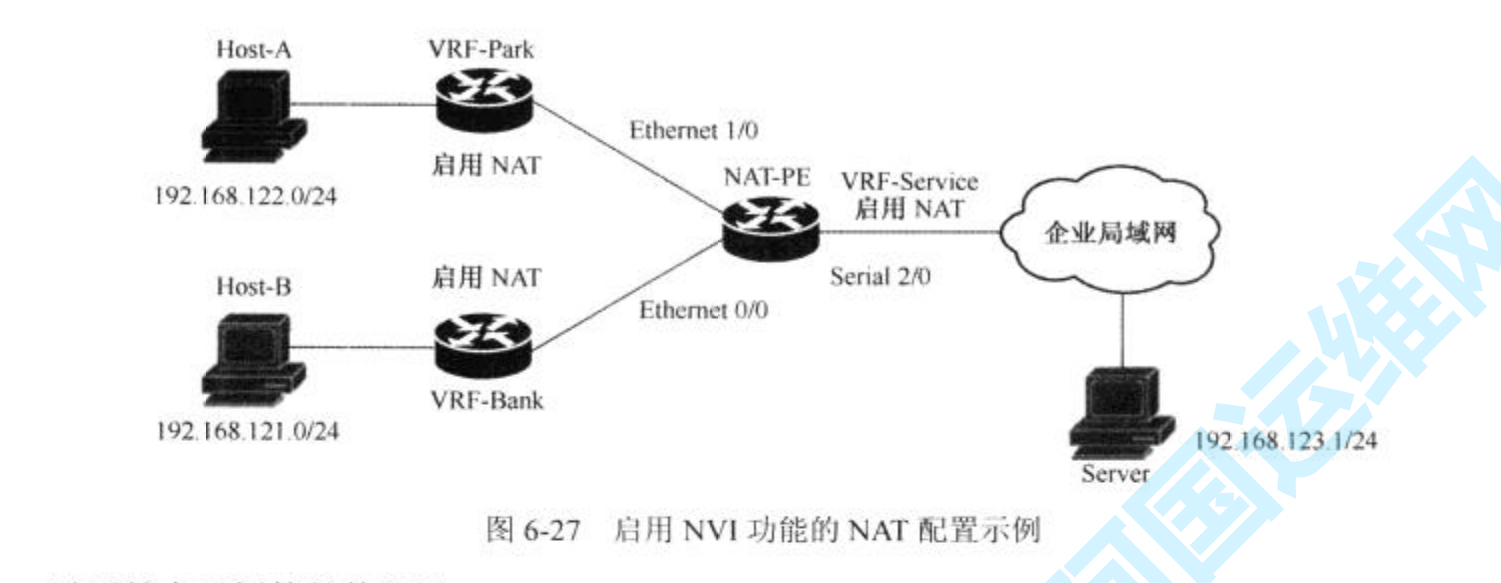 Host-A
VRF-Park
Ethernet 1/0
启用 NAT
192.168.122.0/24
NAT-PE
VRF-Service
启用 NAT
企业局域网
Host-B
启用 NAT
Serial 2/0
Ethernet 0/0
VRF-Bank
192.168.121.0/24
192.168.123.1/24
Server
图 6-27 启用 NVI 功能的 NAT 配置示例